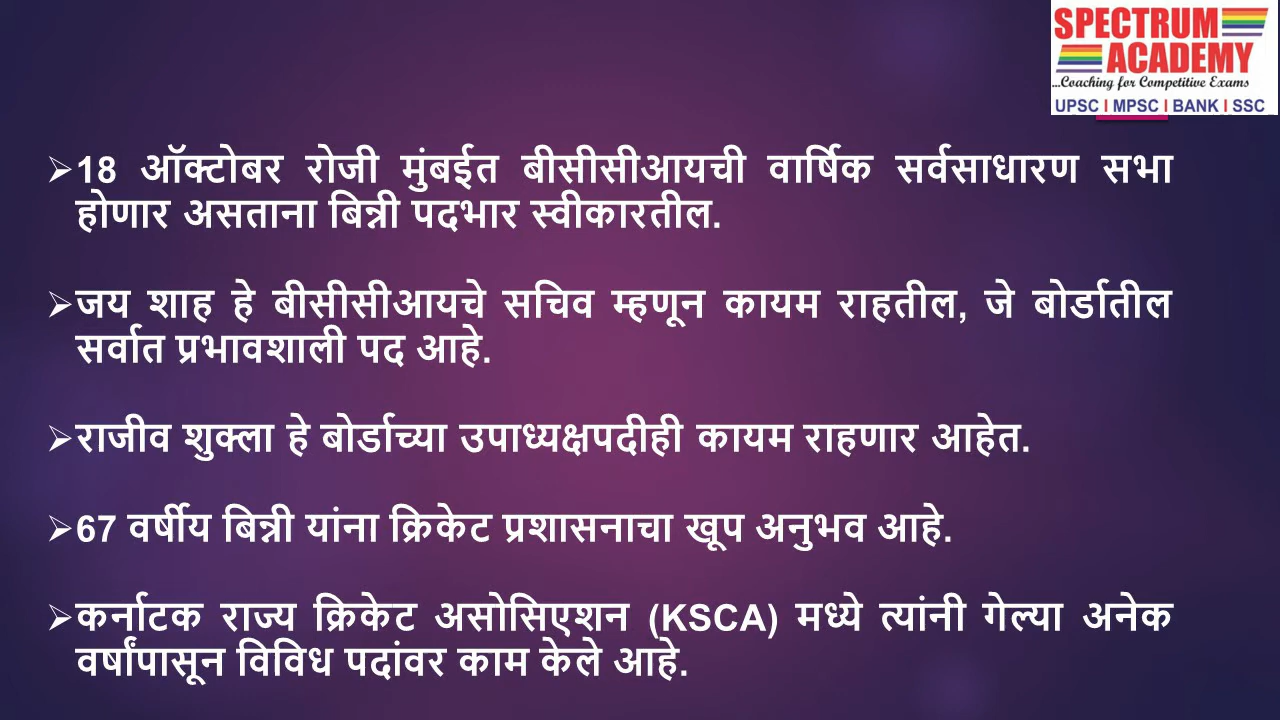 SPECTRUM
ACADEMY
...Coaching for Competitive Exams
UPSC I MPSC I BANK I SSC
➢18 ऑक्टोबर रोजी मुंबईत बीसीसीआयची वार्षिक सर्वसाधारण सभा
होणार असताना बिन्नी पदभार स्वीकारतील.
➢जय शाह हे बीसीसीआयचे सचिव म्हणून कायम राहतील, जे बोर्डातील
सर्वात प्रभावशाली पद आहे.
➢राजीव शुक्ला हे बोर्डाच्या उपाध्यक्षपदीही कायम राहणार आहेत.
➢67 वर्षीय बिन्नी यांना क्रिकेट प्रशासनाचा खूप अनुभव आहे.
➢कर्नाटक राज्य क्रिकेट असोसिएशन (KSCA) मध्ये त्यांनी गेल्या अनेक
वर्षांपासून विविध पदांवर काम केले आहे.